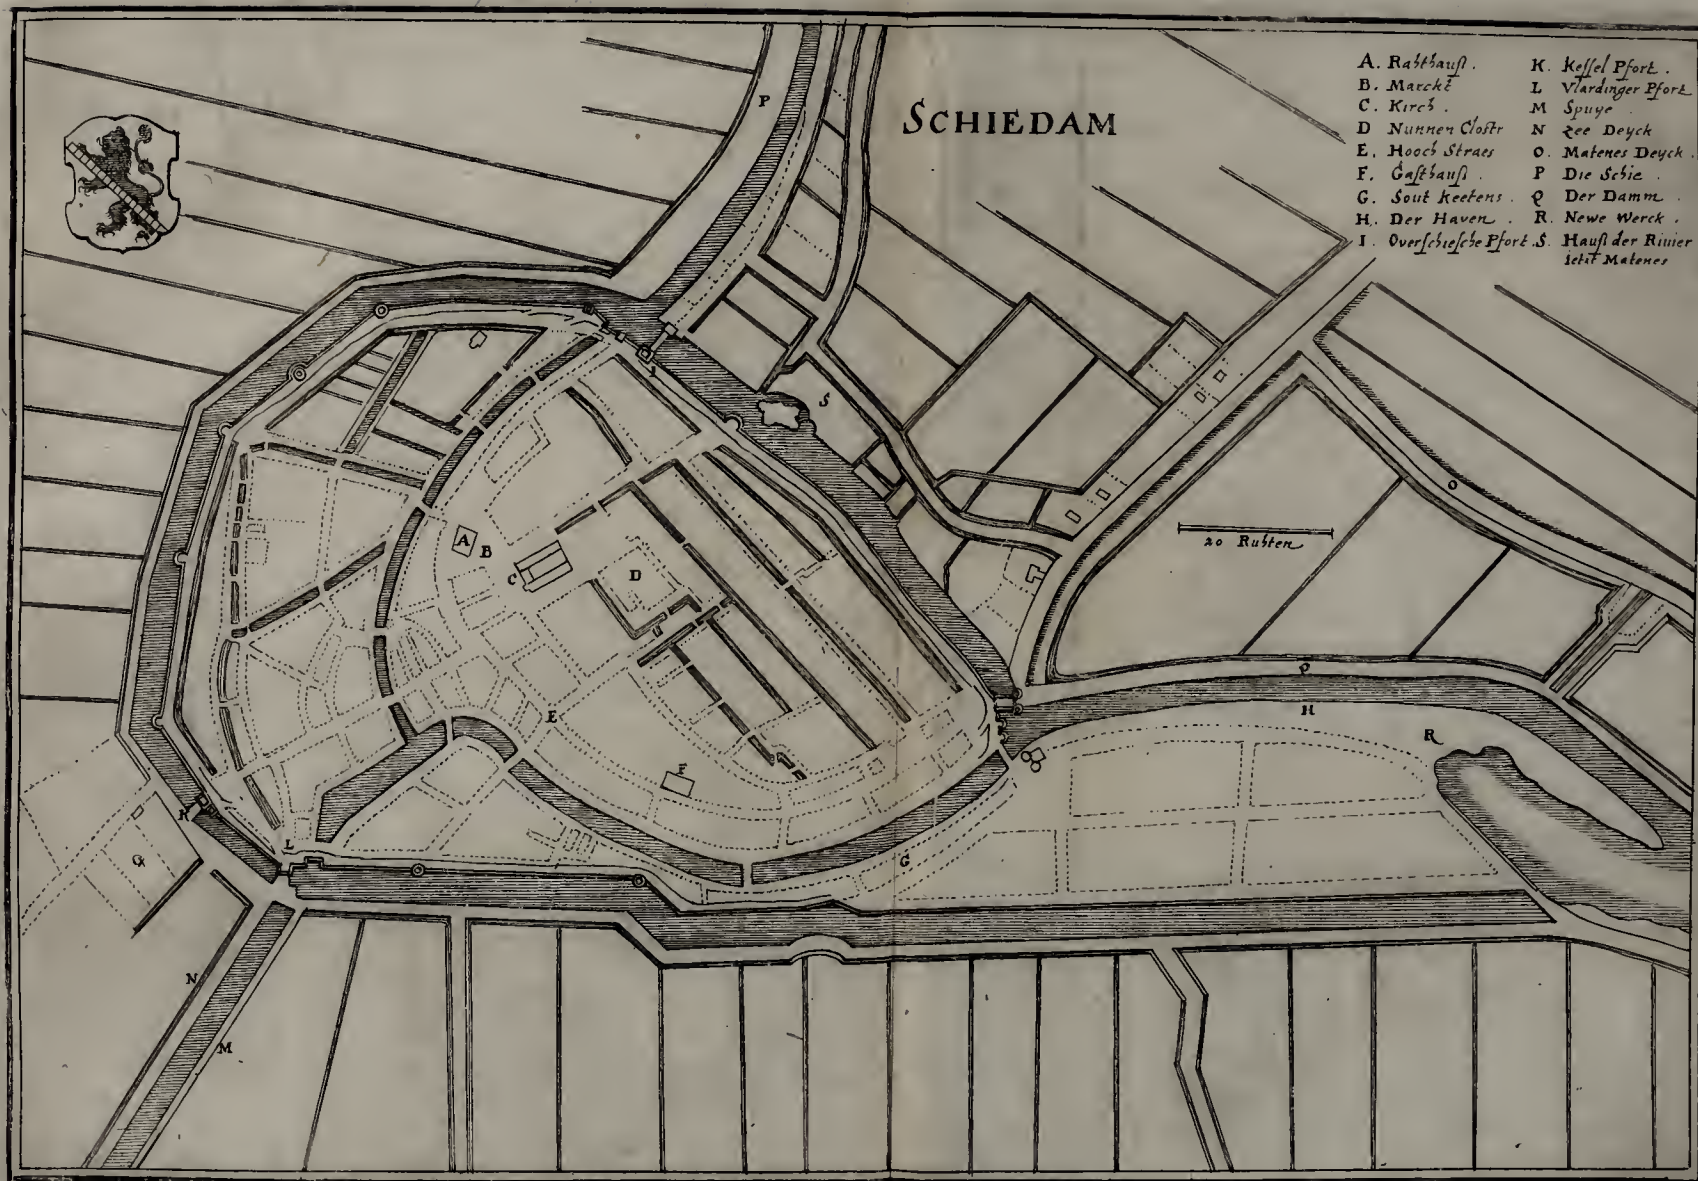 SCHIEDAM
A. Rahthauß.
B. Marckt
C. Kirch.
D Nunnen Clostr
E. Hooch Straes
F. Gasthauß.
G. Sout keetens.
H. Der Haven.
I. Overschiesche Pfort.
K. Kessel Pfort.
L Vlardinger Pfort
M Spuye
N Zee Deyck
O. Matenes Deyck.
P Die Schie.
Q Der Damm.
R. Newe Werck.
S. Hauß der Rivier
ietzt Matenes
P
I
S
O
20 Ruhten
A
B
C
D
E
F
Q
H
R
K
L
G
G
N
M